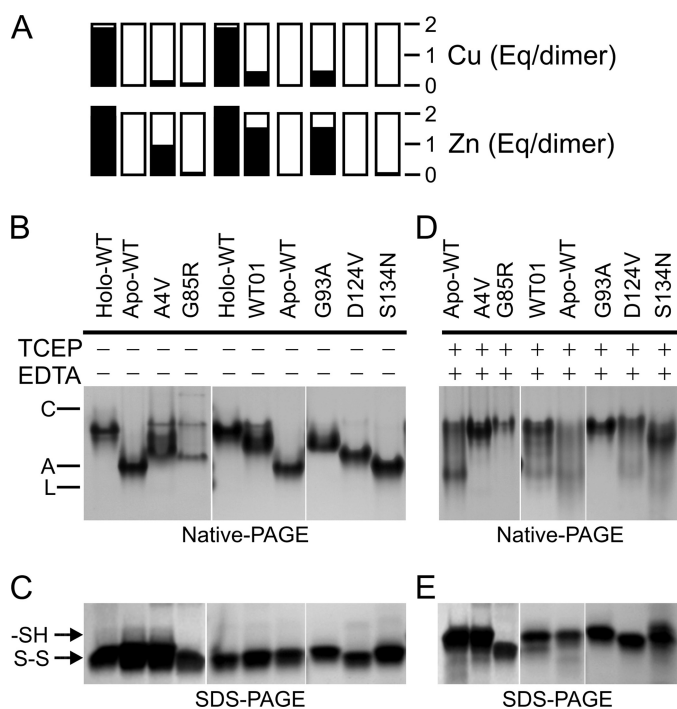 A
2
1 Cu (Eq/dimer)
0
2
1 Zn (Eq/dimer)
0
B
Holo-WT Apo-WT A4V G85R Holo-WT WT01 Apo-WT G93A D124V S134N
TCEP − − − − − − − − − −
EDTA − − − − − − − − − −
C
A
L
Native-PAGE
D
Apo-WT A4V G85R WT01 Apo-WT G93A D124V S134N
+ + + + + + + +
+ + + + + + + +
Native-PAGE
C
-SH
S-S
SDS-PAGE
E
SDS-PAGE